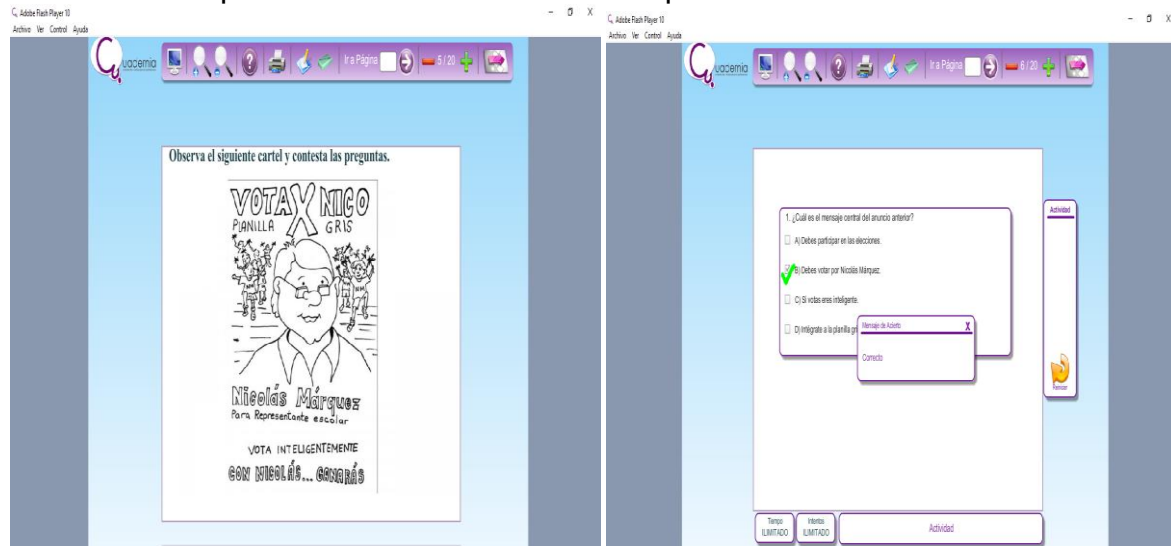 Adobe Flash Player 10
Archivo Ver Control Ayuda
Cuadernia
Ir a Página
5 / 20
Observa el siguiente cartel y contesta las preguntas.
VOTA X NICO
PLANILLA GRIS
Nicolás Márquez
Para Representante escolar
VOTA INTELIGENTEMENTE
CON NICOLÁS... GANARÁS
Adobe Flash Player 10
Archivo Ver Control Ayuda
Cuadernia
Ir a Página
6 / 20
1. ¿Cuál es el mensaje central del anuncio anterior?
A) Debes participar en las elecciones.
B) Debes votar por Nicolás Márquez.
C) Si votas eres inteligente.
D) Intégrate a la planilla gr
Mensaje de Acierto X
Correcto
Actividad
Reiniciar
Tiempo
ILIMITADO
Intentos
ILIMITADO
Actividad